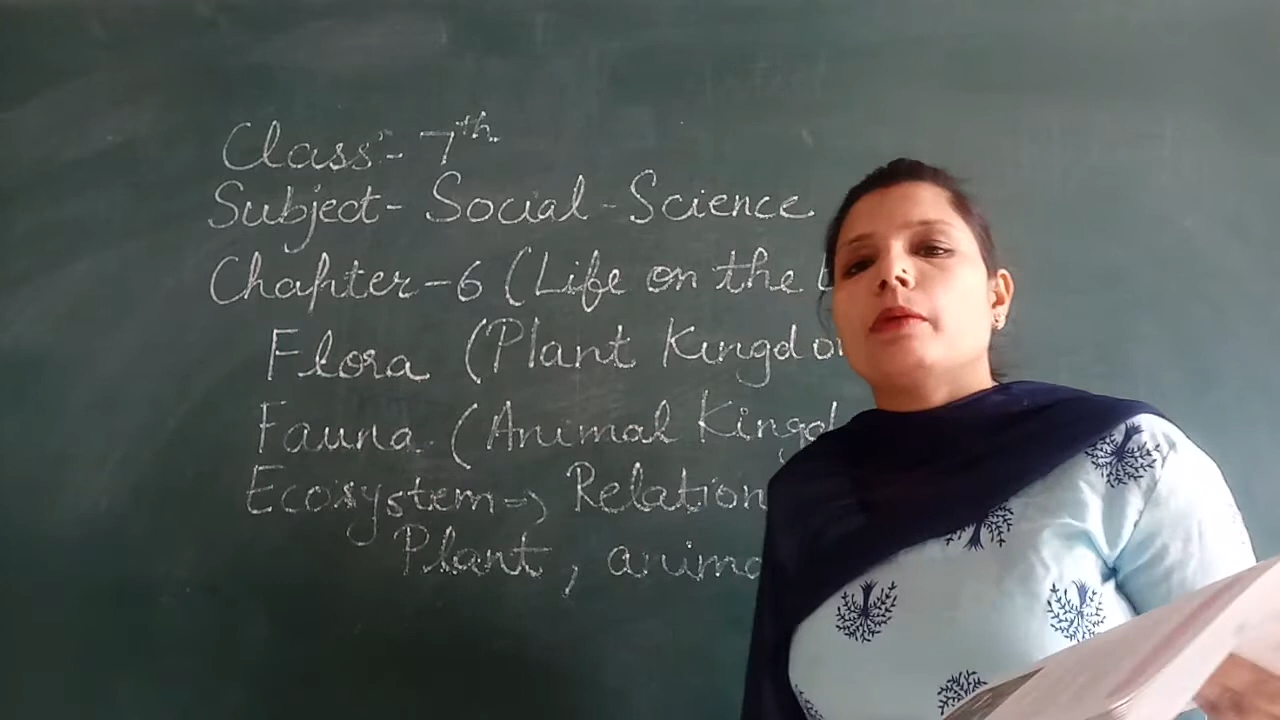 Class:- 7th
Subject- Social-Science
Chapter-6 (Life on the
Flora (Plant Kingdo
Fauna (Animal Kingd
Ecosystem => Relation
Plant, anima